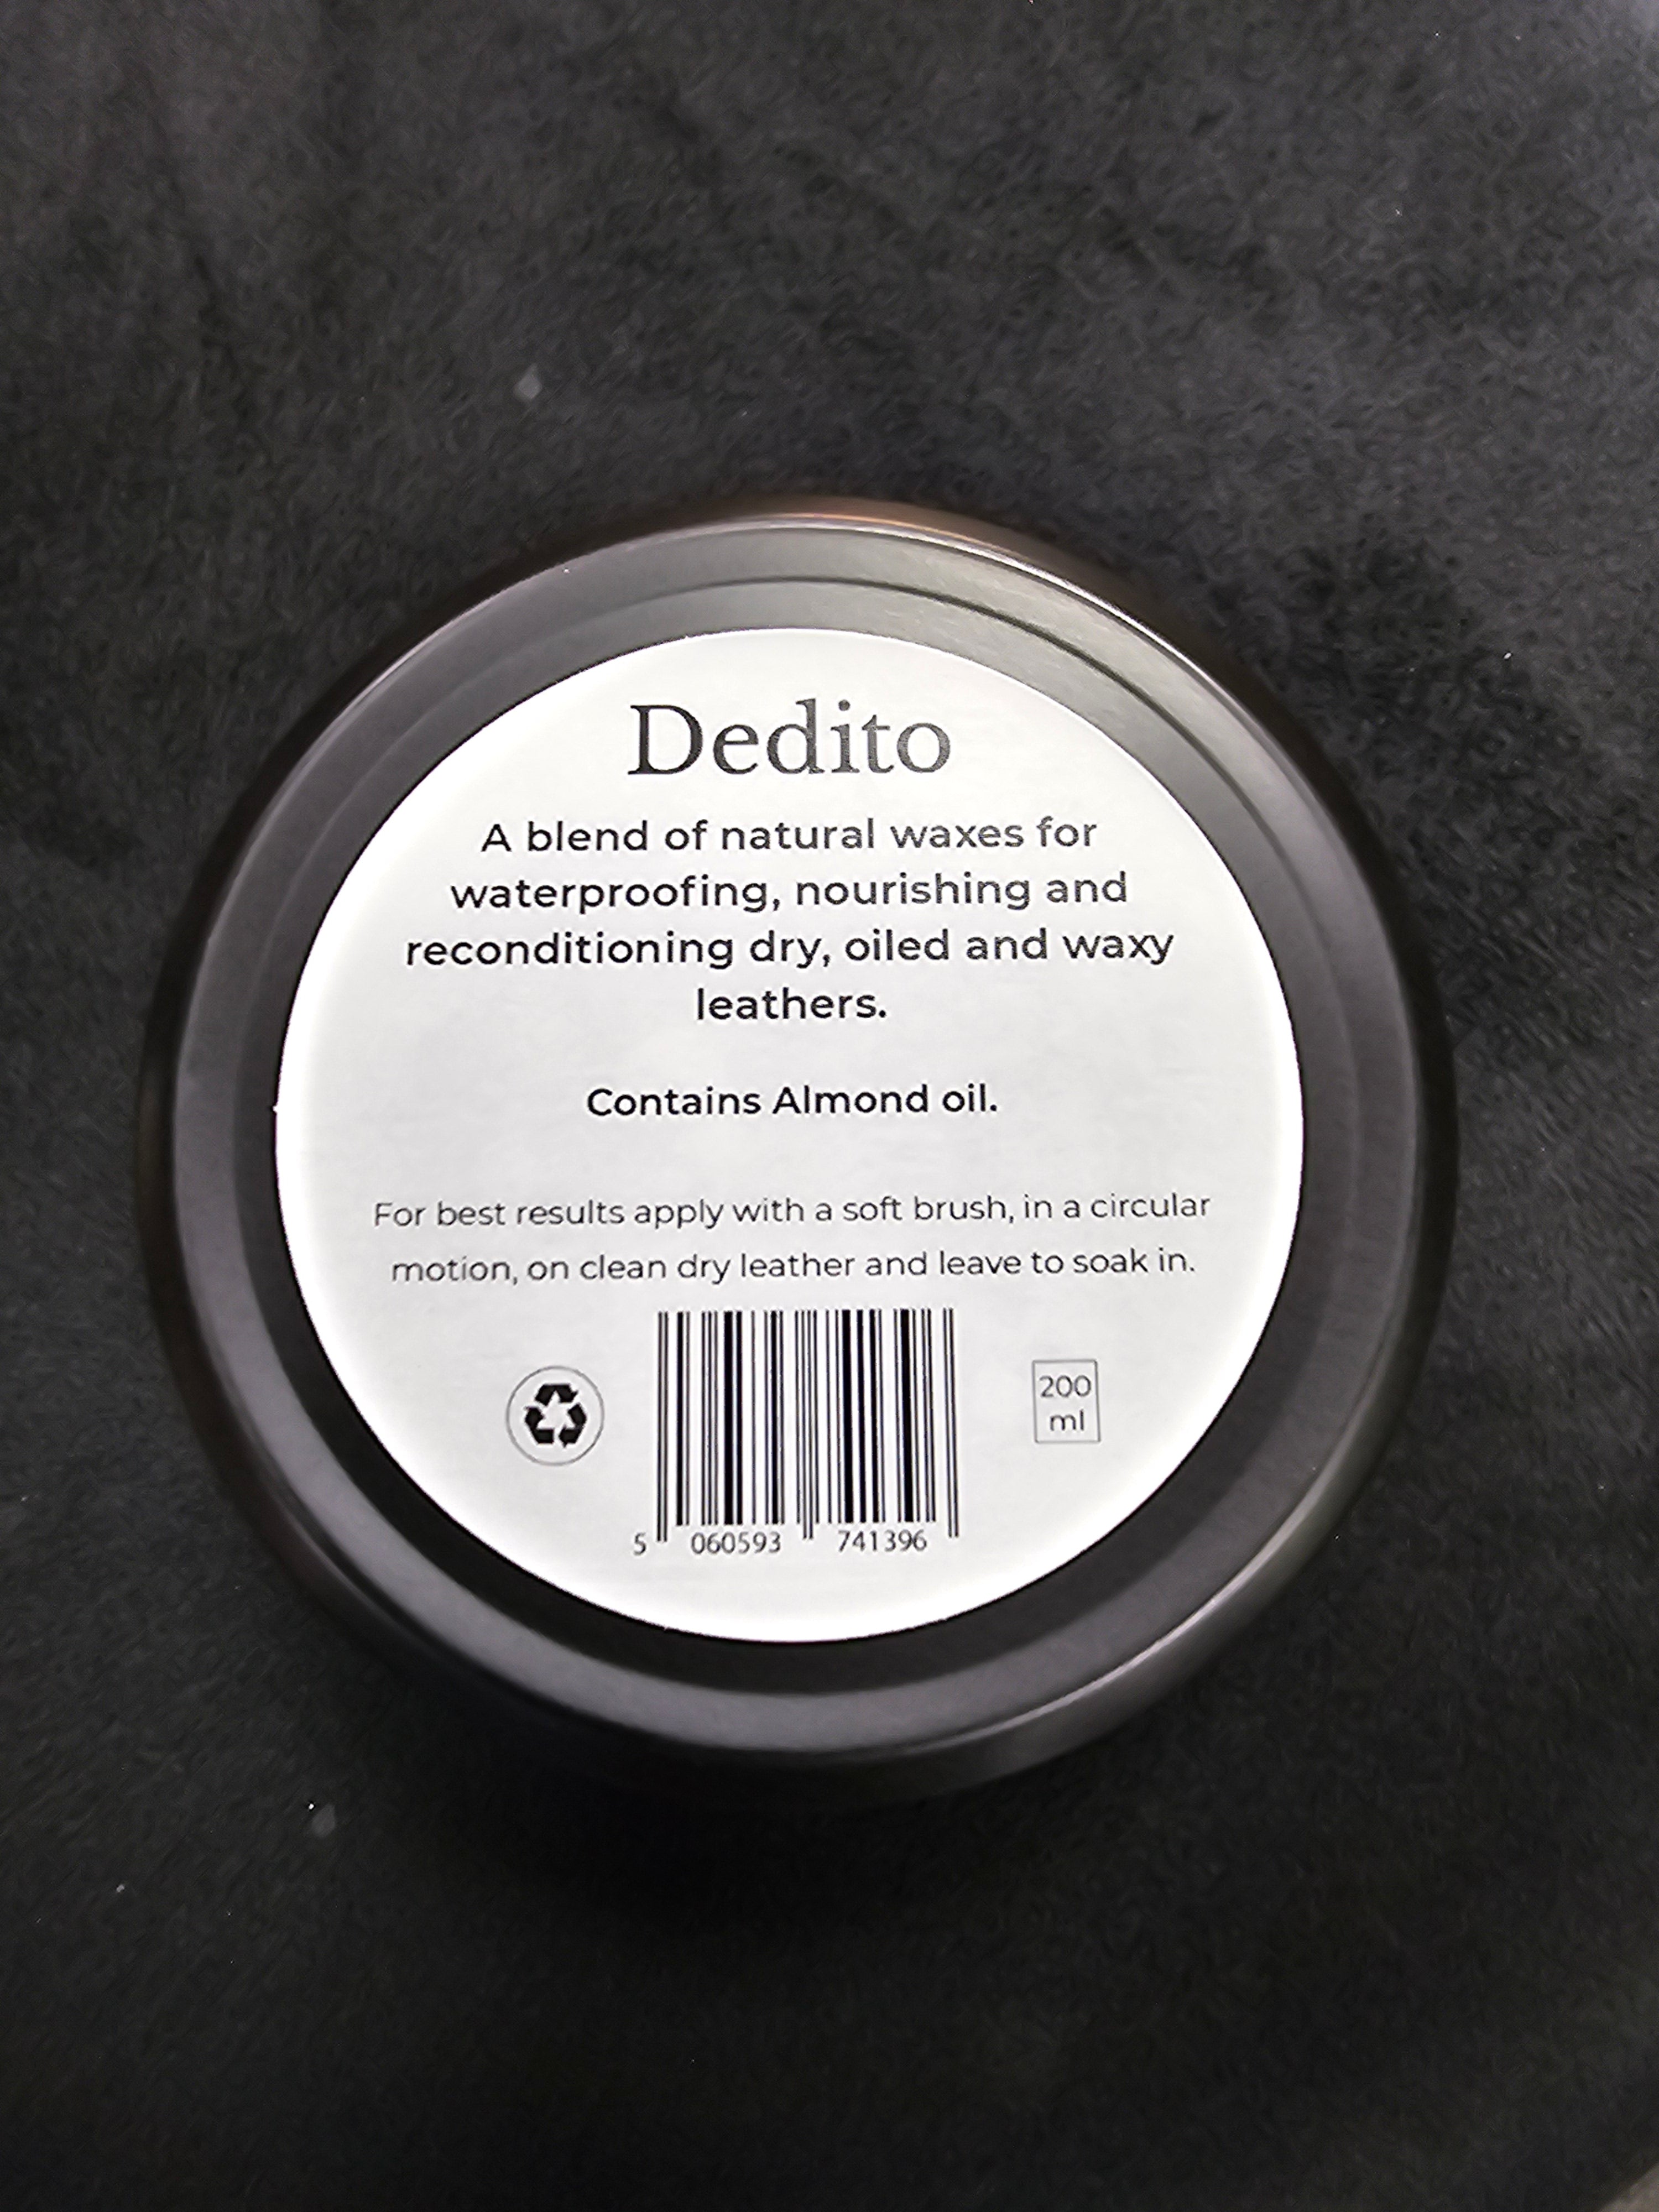 Dedito
A blend of natural waxes for
waterproofing, nourishing and
reconditioning dry, oiled and waxy
leathers.
Contains Almond oil.
For best results apply with a soft brush, in a circular
motion, on clean dry leather and leave to soak in.
200
ml
5 060593 741396